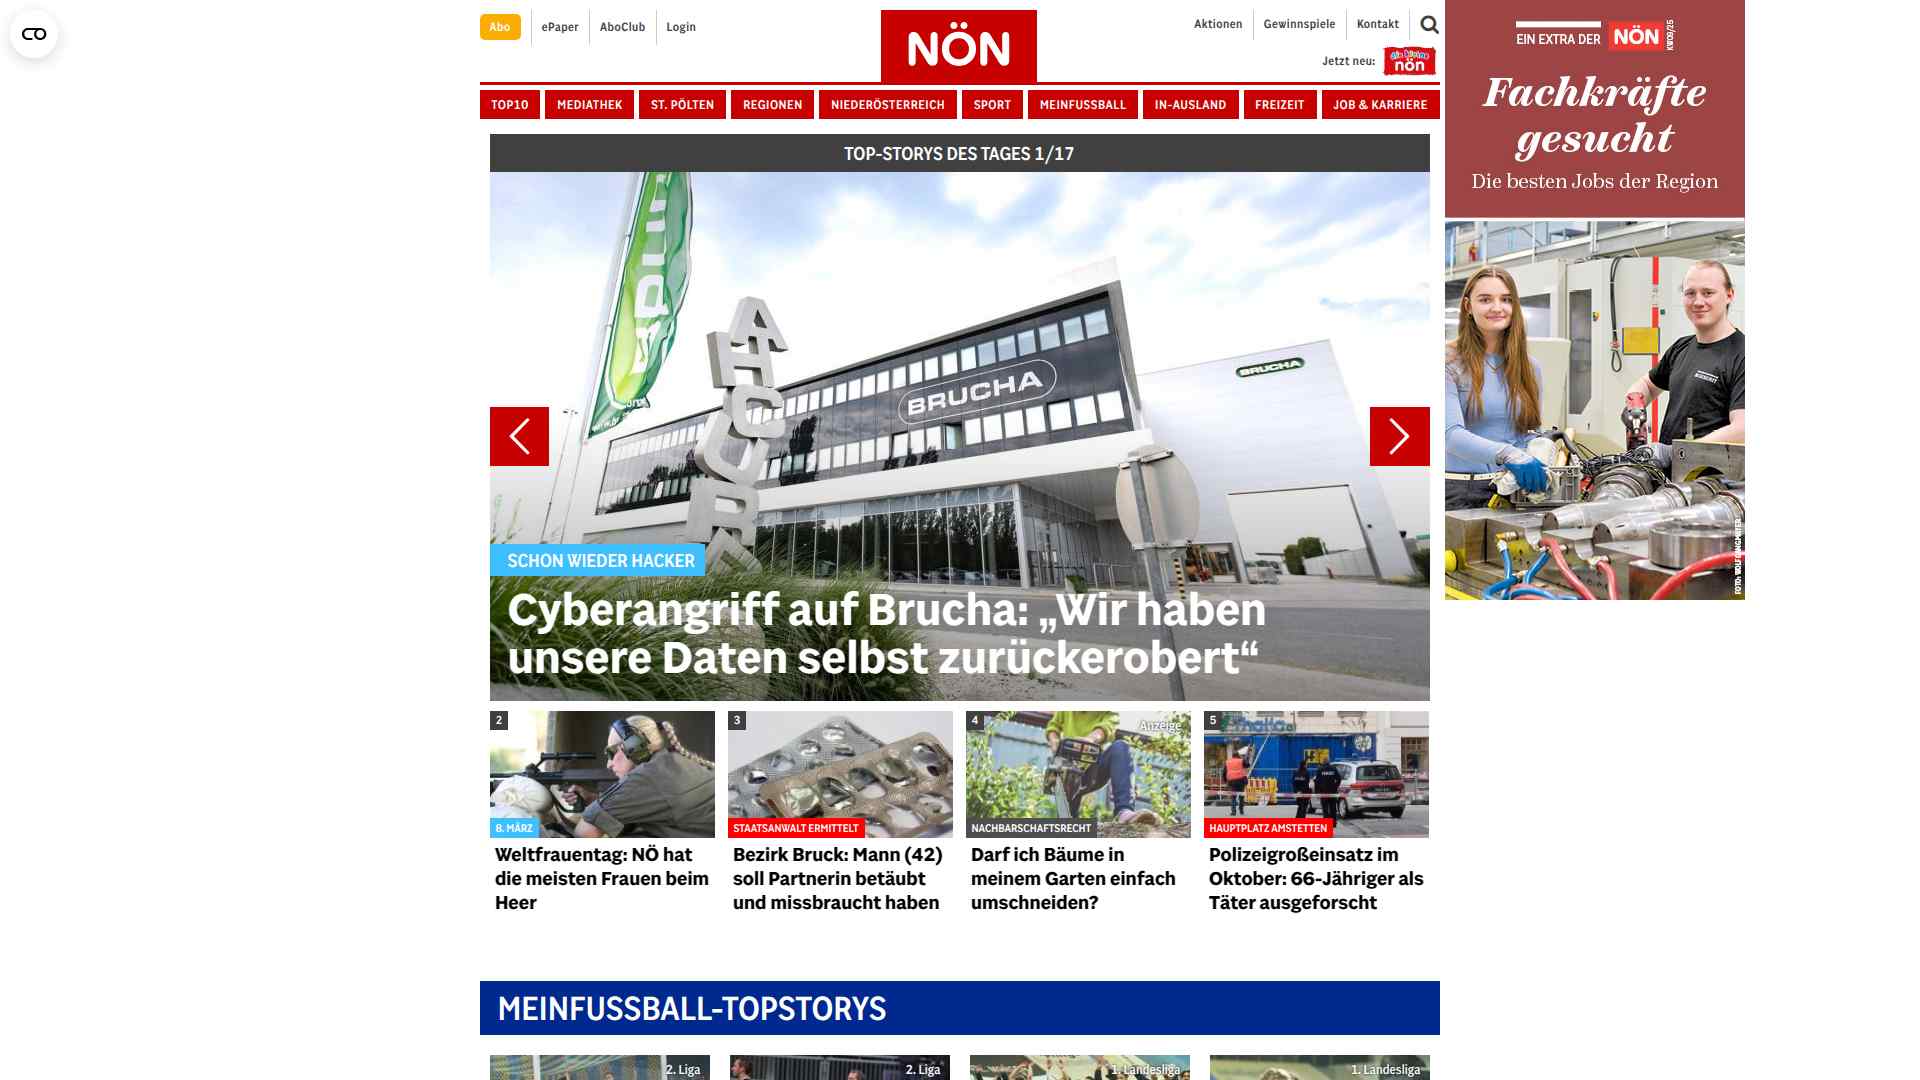 Abo
ePaper
AboClub
Login
NÖN
Aktionen
Gewinnspiele
Kontakt
Jetzt neu:
die kleine
nön
TOP10
MEDIATHEK
ST. PÖLTEN
REGIONEN
NIEDERÖSTERREICH
SPORT
MEINFUSSBALL
IN-AUSLAND
FREIZEIT
JOB & KARRIERE
TOP-STORYS DES TAGES 1/17
BRUCHA
BRUCHA
BRUCHA
SCHON WIEDER HACKER
Cyberangriff auf Brucha: „Wir haben
unsere Daten selbst zurückerobert“
2
8. MÄRZ
Weltfrauentag: NÖ hat
die meisten Frauen beim
Heer
3
STAATSANWALT ERMITTELT
Bezirk Bruck: Mann (42)
soll Partnerin betäubt
und missbraucht haben
4
Anzeige
NACHBARSCHAFTSRECHT
Darf ich Bäume in
meinem Garten einfach
umschneiden?
5
HAUPTPLATZ AMSTETTEN
Polizeigroßeinsatz im
Oktober: 66-Jähriger als
Täter ausgeforscht
MEINFUSSBALL-TOPSTORYS
2. Liga
2. Liga
1. Landesliga
1. Landesliga
EIN EXTRA DER NÖN
KW09/25
Fachkräfte
gesucht
Die besten Jobs der Region